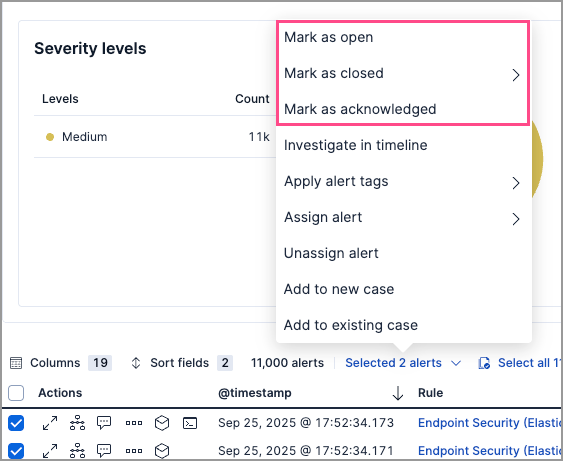 Severity levels
Levels Count
Medium 11k
Mark as open
Mark as closed
Mark as acknowledged
Investigate in timeline
Apply alert tags
Assign alert
Unassign alert
Add to new case
Add to existing case
Columns 19 Sort fields 2 11,000 alerts Selected 2 alerts Select all 11
Actions @timestamp Rule
Sep 25, 2025 @ 17:52:34.173 Endpoint Security (Elastic
Sep 25, 2025 @ 17:52:34.171 Endpoint Security (Elastic